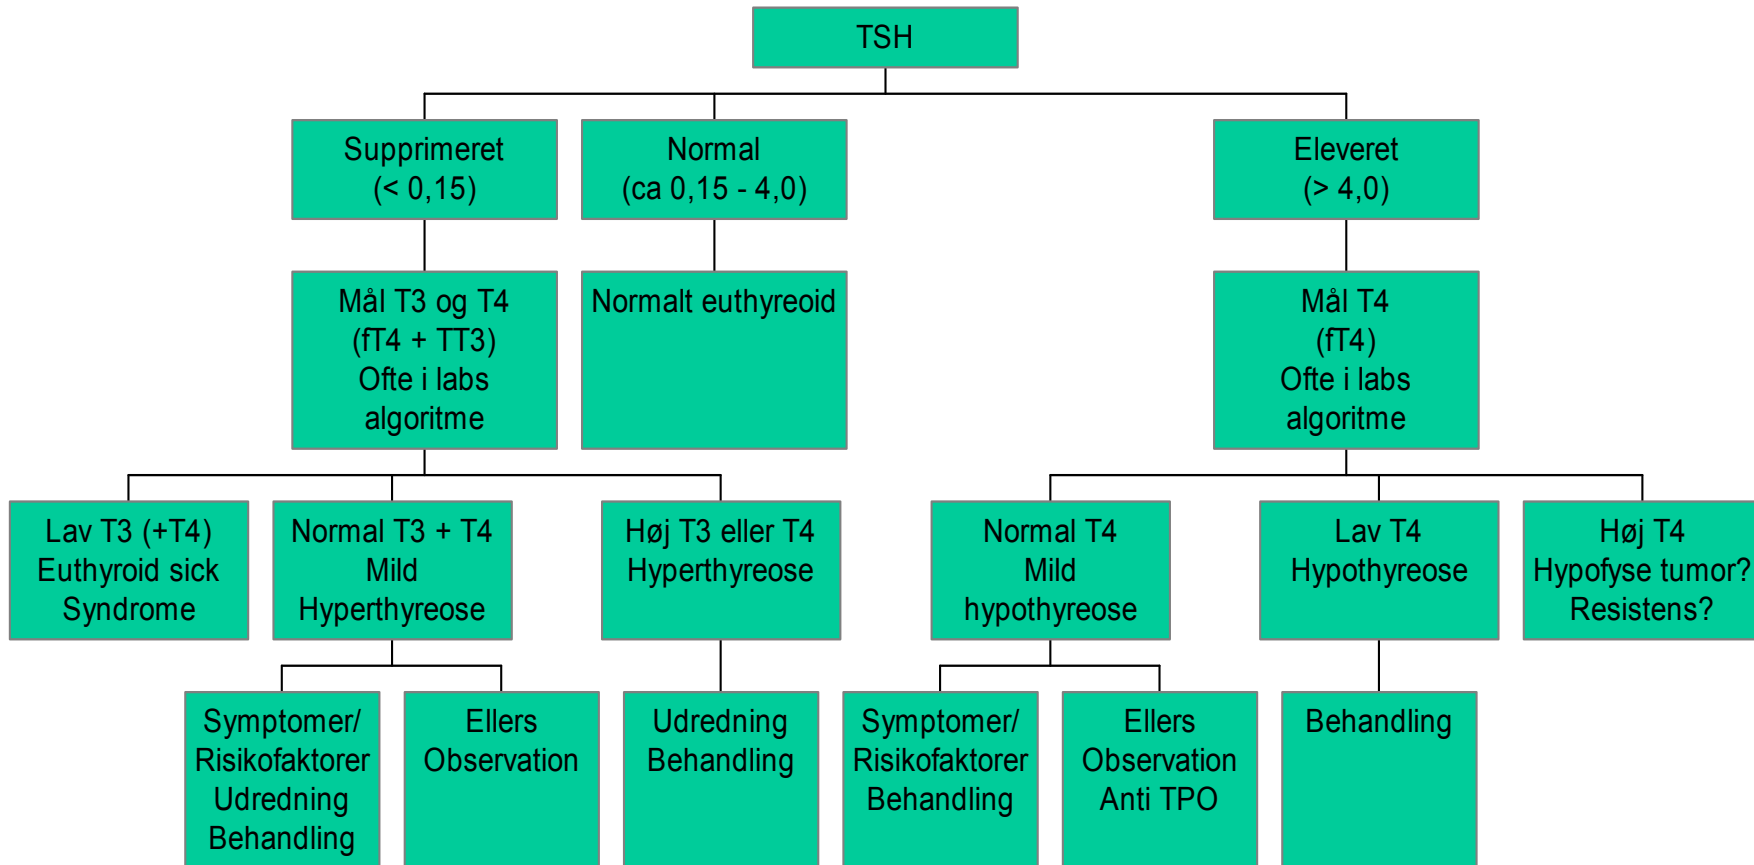 TSH
Supprimeret
(< 0,15)
Normal
(ca 0,15 - 4,0)
Eleveret
(> 4,0)
Mål T3 og T4
(fT4 + TT3)
Ofte i labs
algoritme
Normalt euthyreoid
Mål T4
(fT4)
Ofte i labs
algoritme
Lav T3 (+T4)
Euthyroid sick
Syndrome
Normal T3 + T4
Mild
Hyperthyreose
Høj T3 eller T4
Hyperthyreose
Normal T4
Mild
hypothyreose
Lav T4
Hypothyreose
Høj T4
Hypofyse tumor?
Resistens?
Symptomer/
Risikofaktorer
Udredning
Behandling
Ellers
Observation
Udredning
Behandling
Symptomer/
Risikofaktorer
Behandling
Ellers
Observation
Anti TPO
Behandling